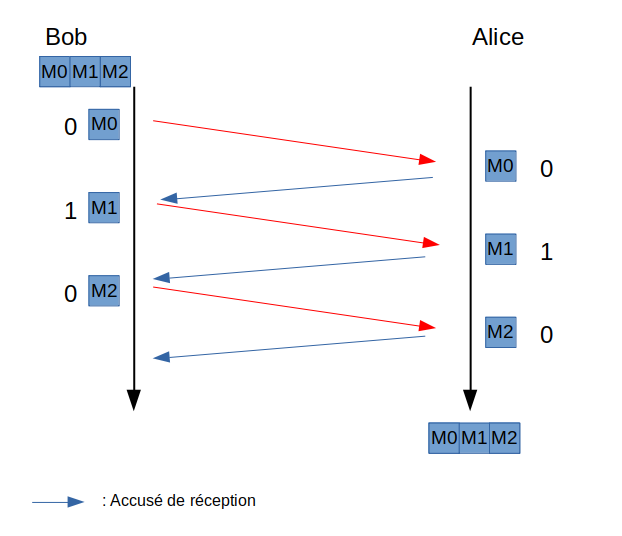 Bob
Alice
M0 M1 M2
0 M0
M0 0
1 M1
M1 1
0 M2
M2 0
M0 M1 M2
: Accusé de réception